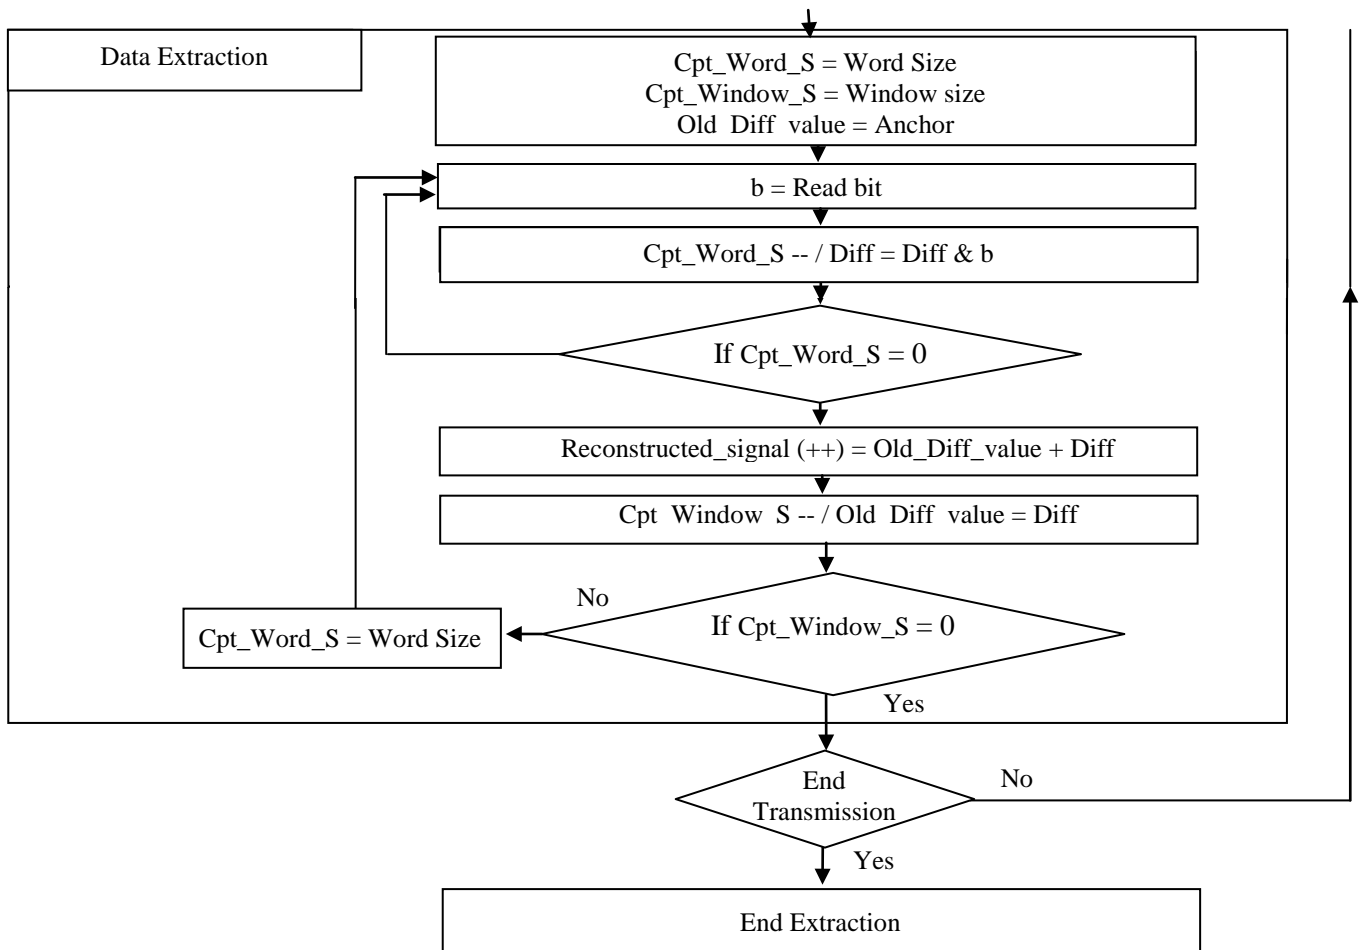 Data Extraction
Cpt_Word_S = Word Size
Cpt_Window_S = Window size
Old Diff value = Anchor
b = Read bit
Cpt_Word_S -- / Diff = Diff & b
If Cpt_Word_S = 0
Reconstructed_signal (++) = Old_Diff_value + Diff
Cpt Window S -- / Old Diff value = Diff
No
If Cpt_Window_S = 0
Cpt_Word_S = Word Size
Yes
End
Transmission
No
Yes
End Extraction